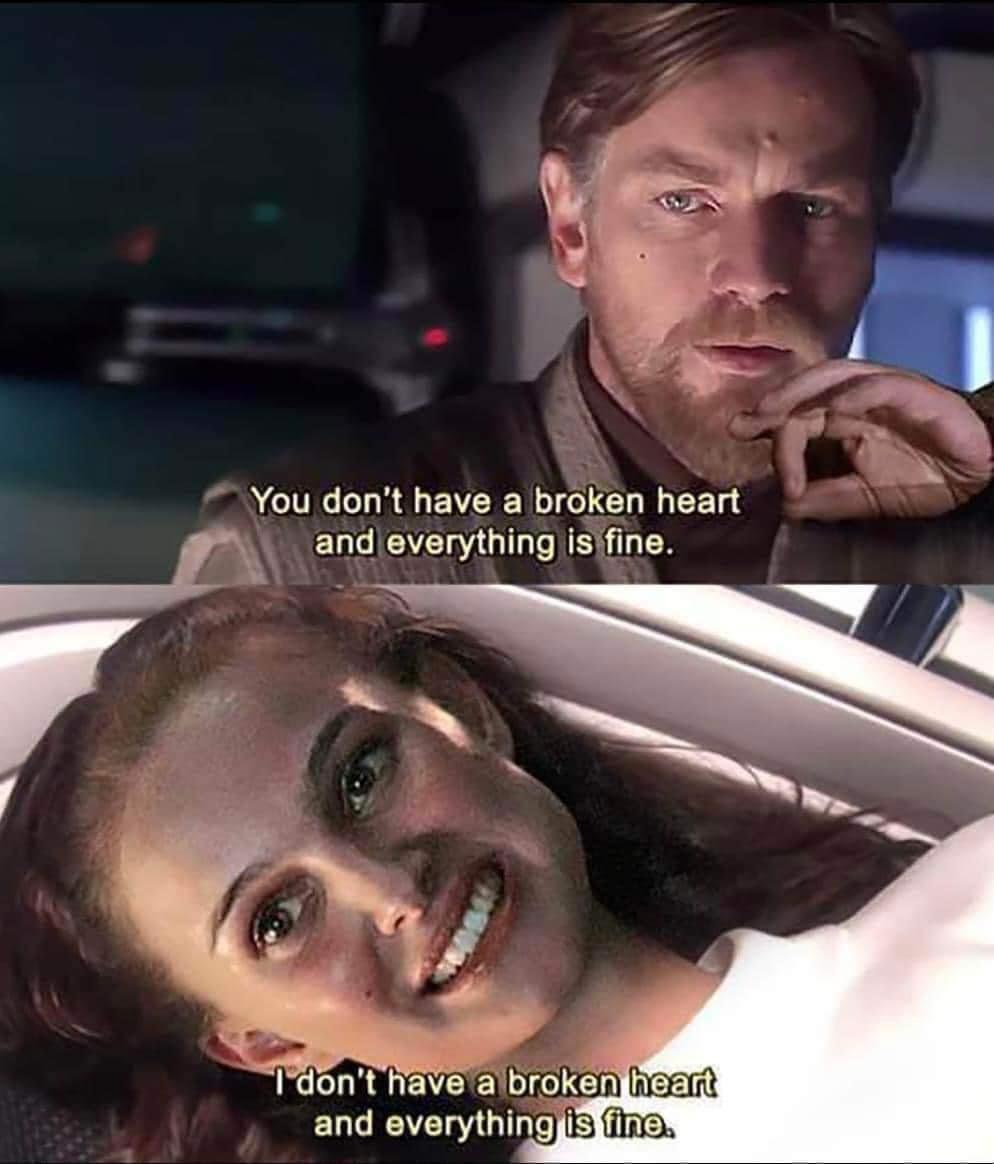 You don't have a broken heart
and everything is fine.
I don't have a broken heart
and everything is fine.